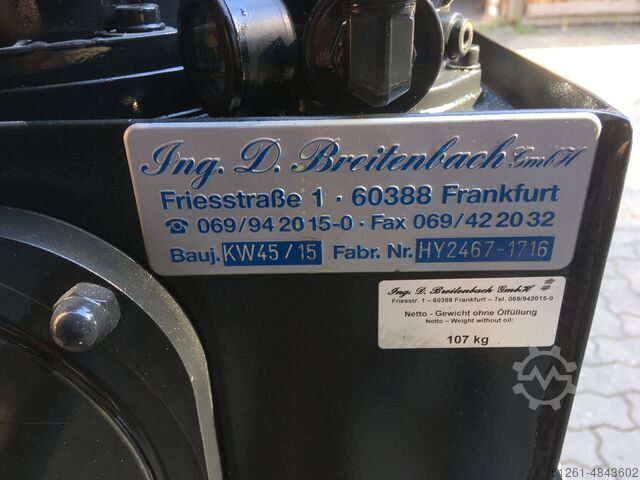 Ing. D. Breitenbach GmbH
Friesstraße 1 · 60388 Frankfurt
☎ 069/94 20 15-0 · Fax 069/42 20 32
Bauj. KW45/15 Fabr. Nr. HY2467-1716
Ing. D. Breitenbach GmbH
Friesstr. 1 – 60388 Frankfurt – Tel. 069/942015-0
Netto - Gewicht ohne Ölfüllung
Netto – Weight without oil:
107 kg
61261-4843602